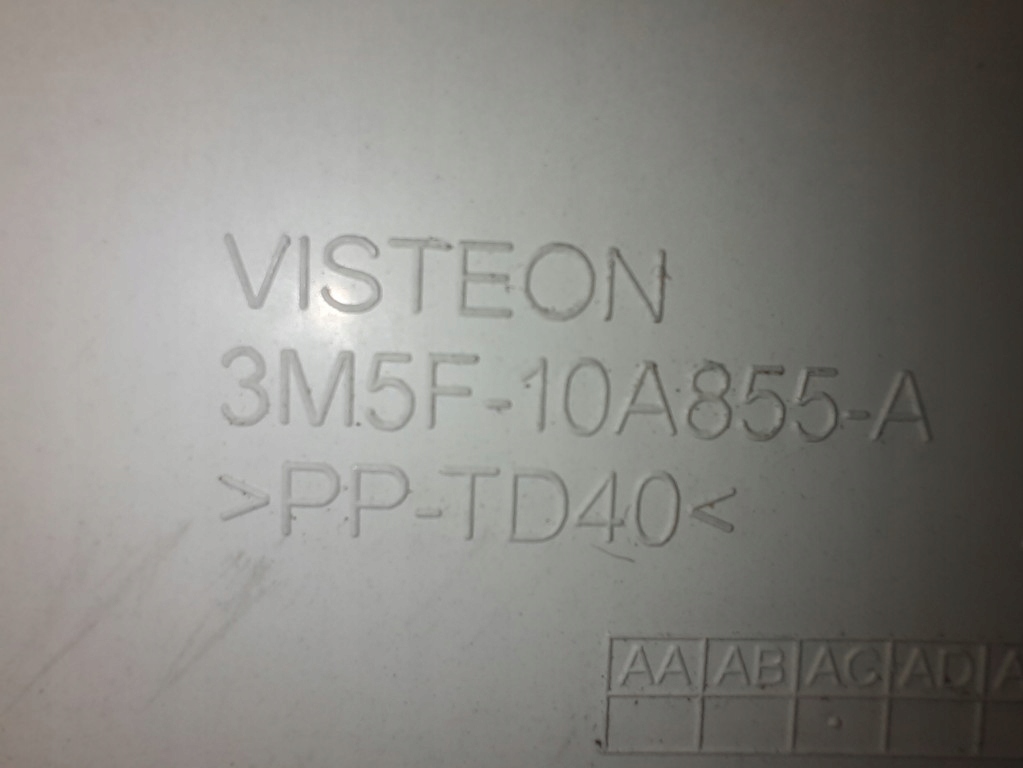 VISTEON
3M5F-10A855-A
>PP-TD40<
AA AB AC AD